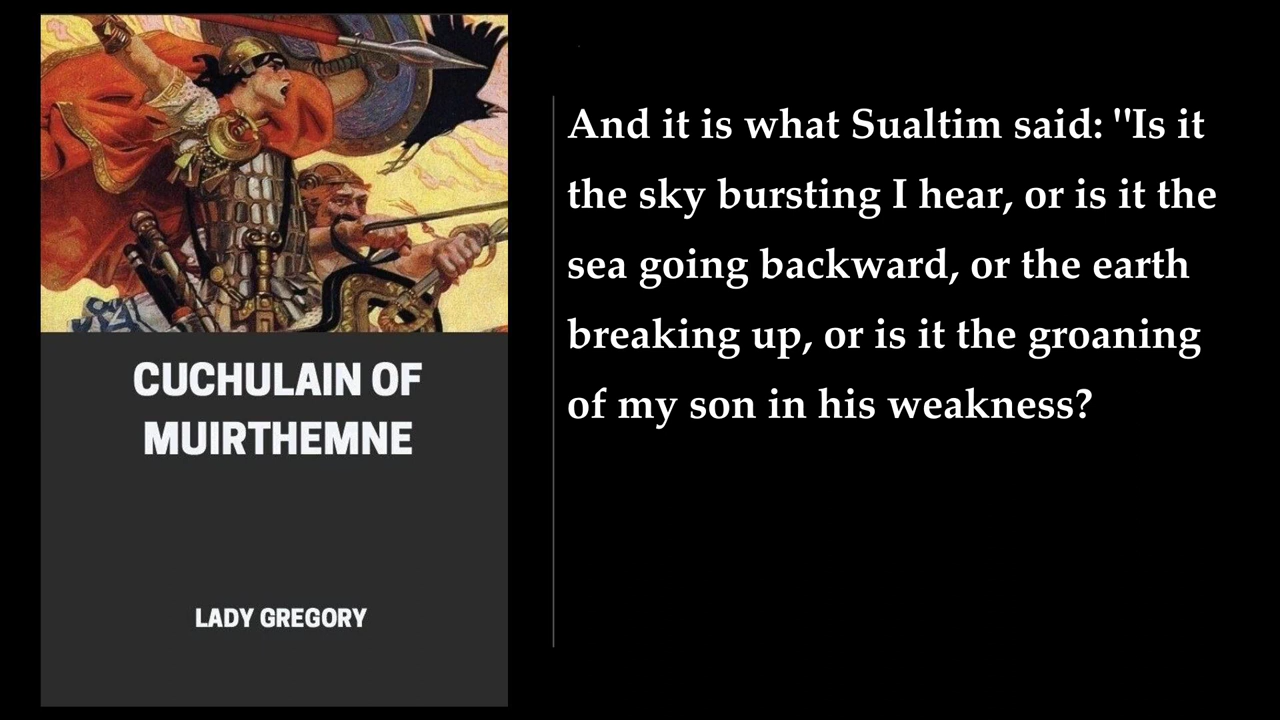 CUCHULAIN OF
MUIRTHEMNE
LADY GREGORY
And it is what Sualtim said: "Is it
the sky bursting I hear, or is it the
sea going backward, or the earth
breaking up, or is it the groaning
of my son in his weakness?